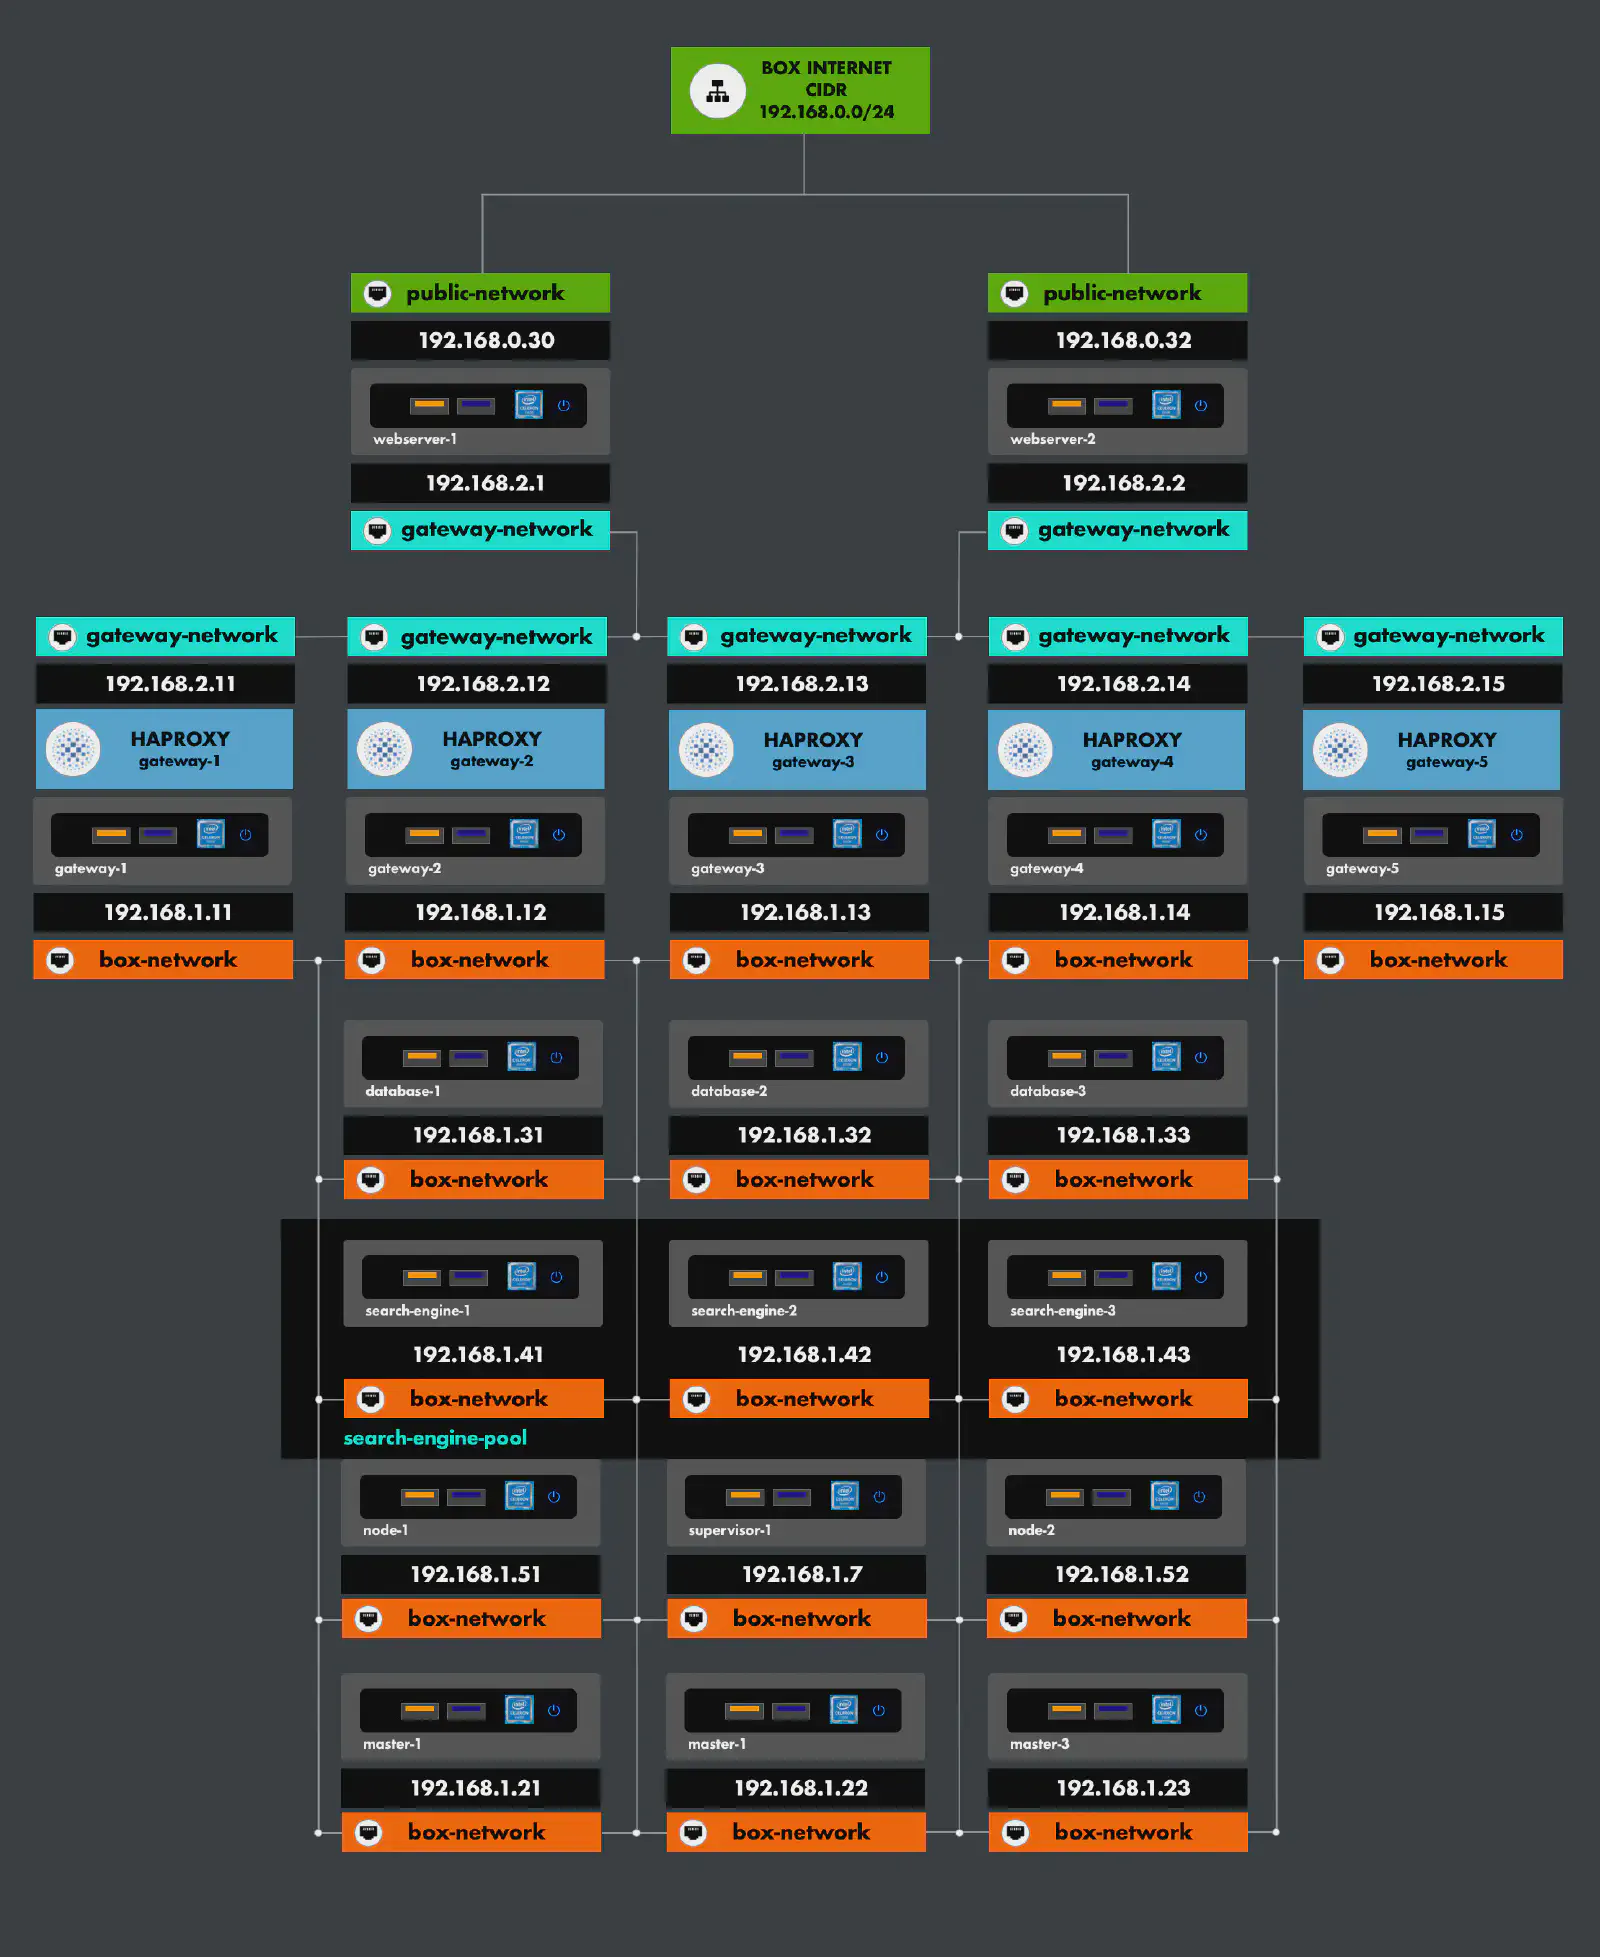 BOX INTERNET
CIDR
192.168.0.0/24
public-network
public-network
192.168.0.30
192.168.0.32
webserver-1
webserver-2
192.168.2.1
192.168.2.2
gateway-network
gateway-network
gateway-network
gateway-network
gateway-network
gateway-network
gateway-network
192.168.2.11
192.168.2.12
192.168.2.13
192.168.2.14
192.168.2.15
HAPROXY
gateway-1
HAPROXY
gateway-2
HAPROXY
gateway-3
HAPROXY
gateway-4
HAPROXY
gateway-5
gateway-1
gateway-2
gateway-3
gateway-4
gateway-5
192.168.1.11
192.168.1.12
192.168.1.13
192.168.1.14
192.168.1.15
box-network
box-network
box-network
box-network
box-network
database-1
database-2
database-3
192.168.1.31
192.168.1.32
192.168.1.33
box-network
box-network
box-network
search-engine-1
search-engine-2
search-engine-3
192.168.1.41
192.168.1.42
192.168.1.43
box-network
box-network
box-network
search-engine-pool
node-1
supervisor-1
node-2
192.168.1.51
192.168.1.7
192.168.1.52
box-network
box-network
box-network
master-1
master-1
master-3
192.168.1.21
192.168.1.22
192.168.1.23
box-network
box-network
box-network